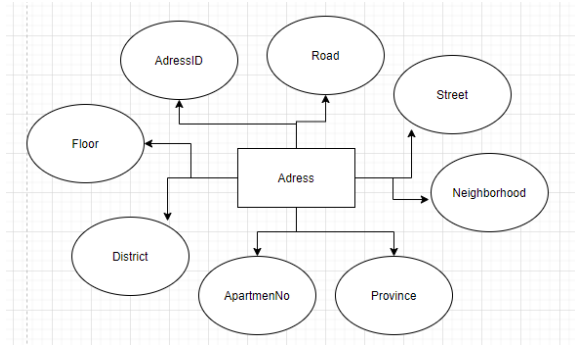 AdressID
Road
Street
Floor
Adress
Neighborhood
District
ApartmenNo
Province